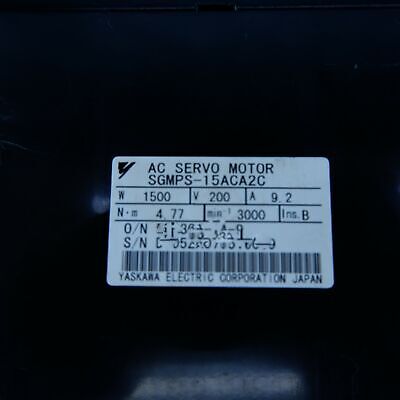 AC SERVO MOTOR
SGMPS-15ACA2C
W 1500 V 200 A 9.2
N·m 4.77 min⁻¹ 3000 Ins. B
O/N
S/N
YASKAWA ELECTRIC CORPORATION JAPAN